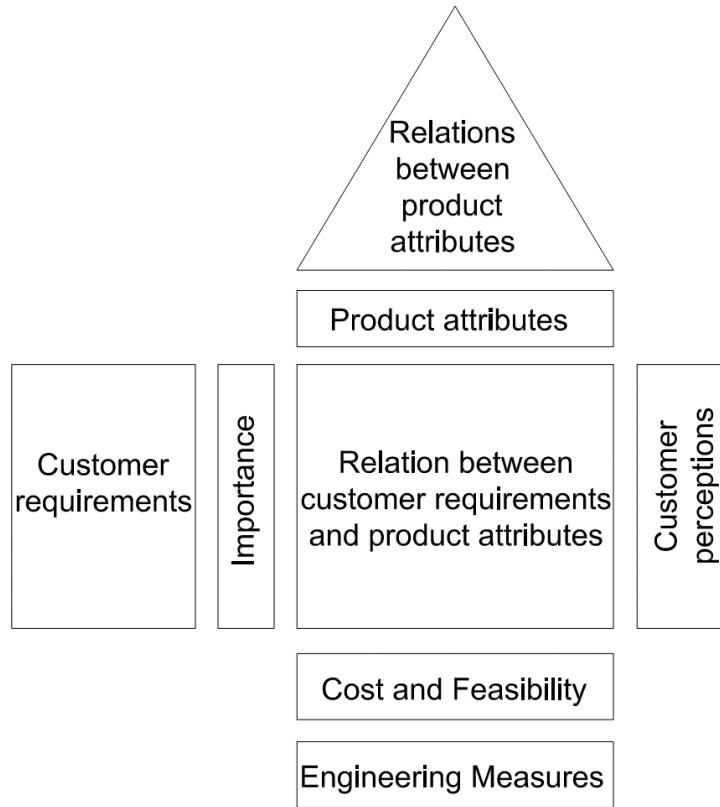 Relations
between
product
attributes
Product attributes
Customer
requirements
Importance
Relation between
customer requirements
and product attributes
Customer
perceptions
Cost and Feasibility
Engineering Measures